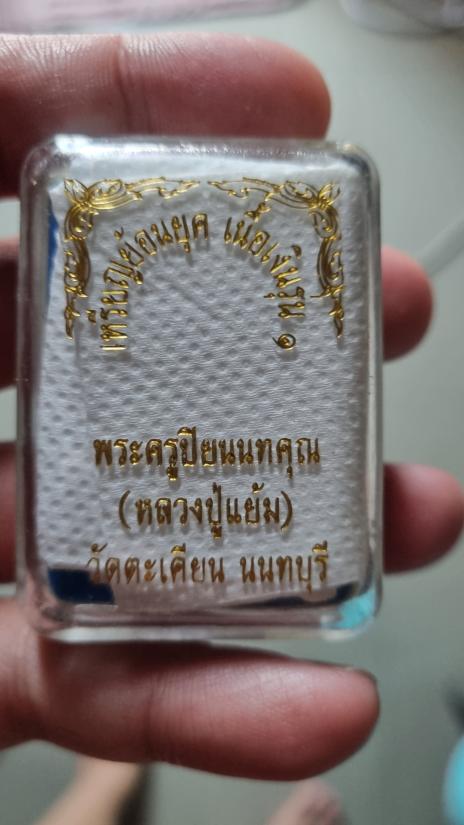 เหรียญย้อนยุค เนื้อเงินรุ่น ๑
พระครูปิยนนทคุณ
(หลวงปู่แย้ม)
วัดตะเคียน นนทบุรี